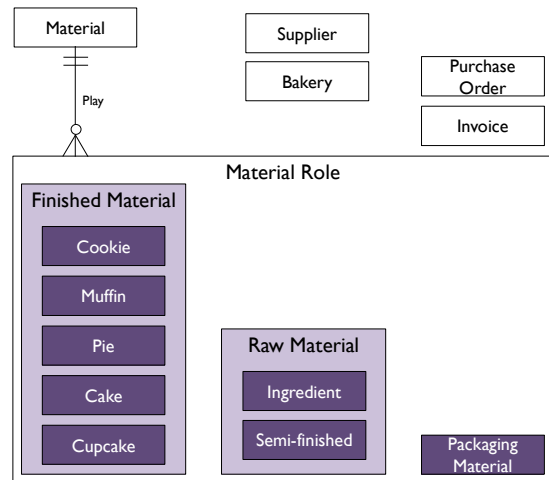 Material
Supplier
Bakery
Purchase
Order
Invoice
Play
Material Role
Finished Material
Cookie
Muffin
Pie
Cake
Cupcake
Raw Material
Ingredient
Semi-finished
Packaging
Material